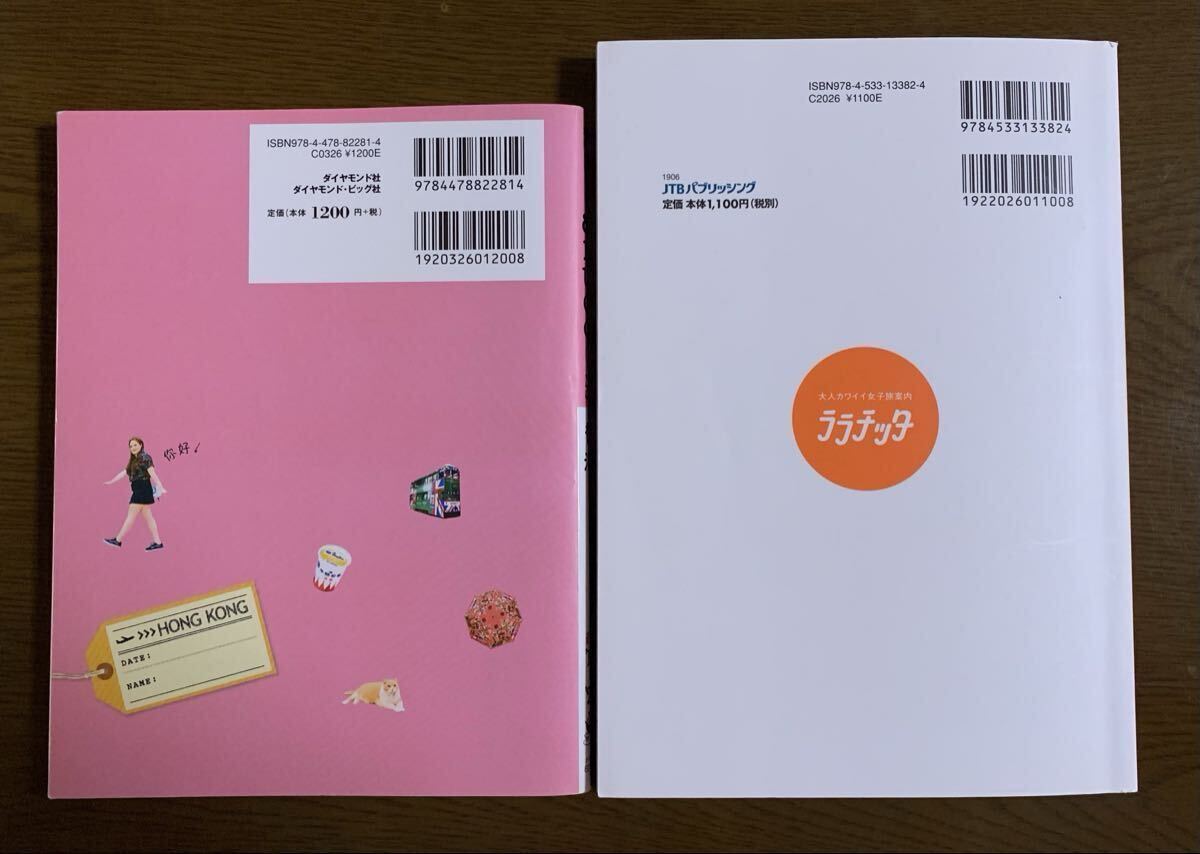 ISBN978-4-478-82281-4
C0326 ¥1200E
ダイヤモンド社
ダイヤモンド・ビッグ社
定価(本体 1200 円+税)
9784478822814
1920326012008
你好!
>>>HONG KONG
DATE:
NAME:
ISBN978-4-533-13382-4
C2026 ¥1100E
9784533133824
1922026011008
1906
JTBパブリッシング
定価 本体1,100円(税別)
大人カワイイ女子旅案内
ララチッタ